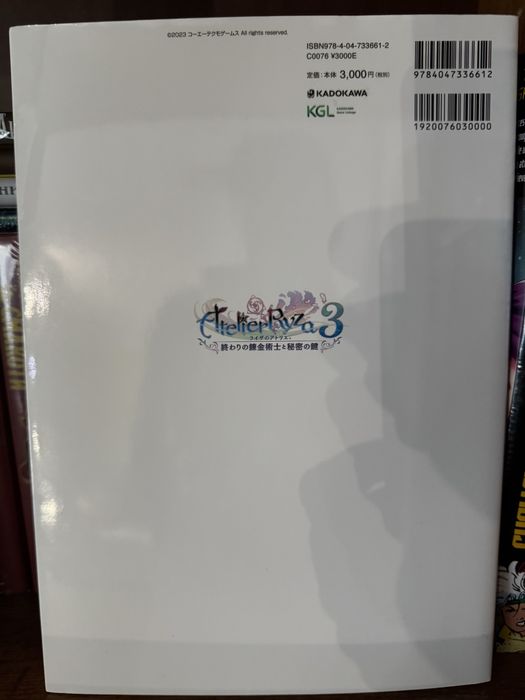 ©2023 コーエーテクモゲームス All rights reserved.
ISBN978-4-04-733661-2
C0076 ¥3000E
定価：本体 3,000円（税別）
KADOKAWA
KGL KADOKAWA Game Linkage
9784047336612
1920076030000
Atelier Ryza 3
ライザのアトリエ3
終わりの錬金術士と秘密の鍵